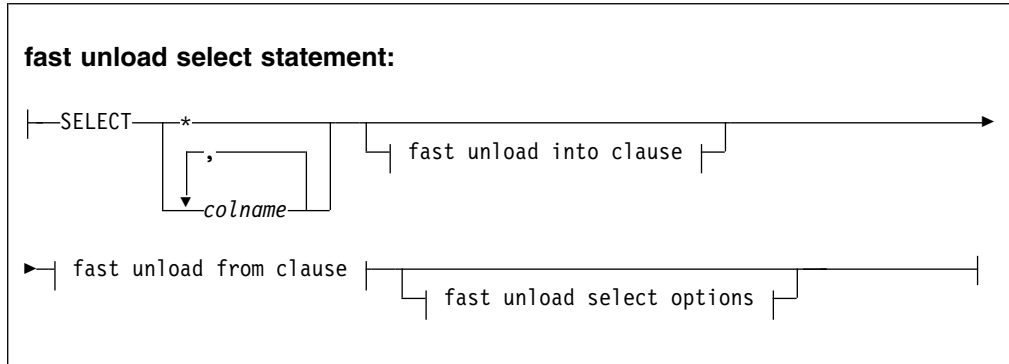 fast unload select statement:
SELECT * fast unload into clause
,
colname
fast unload from clause
fast unload select options